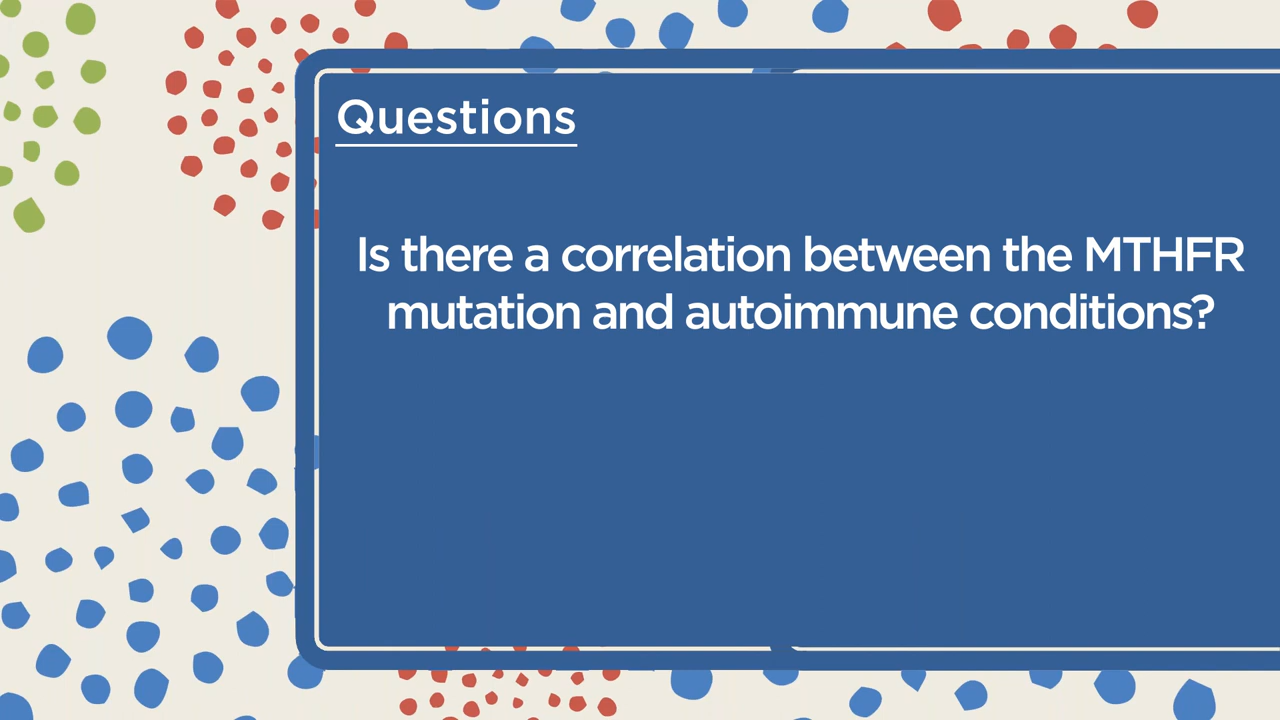 Questions
Is there a correlation between the MTHFR
mutation and autoimmune conditions?